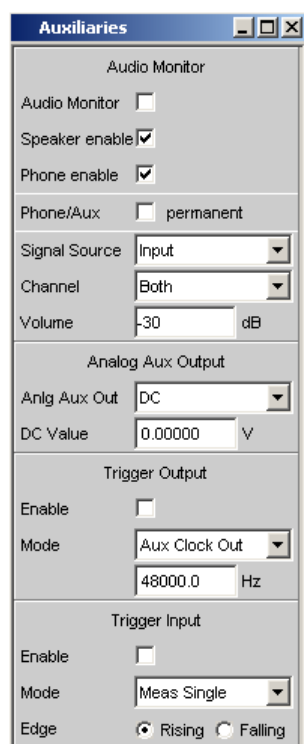 Auxiliaries
Audio Monitor
Audio Monitor
Speaker enable
Phone enable
Phone/Aux permanent
Signal Source Input
Channel Both
Volume -30 dB
Analog Aux Output
Anlg Aux Out DC
DC Value 0.00000 V
Trigger Output
Enable
Mode Aux Clock Out
48000.0 Hz
Trigger Input
Enable
Mode Meas Single
Edge Rising Falling